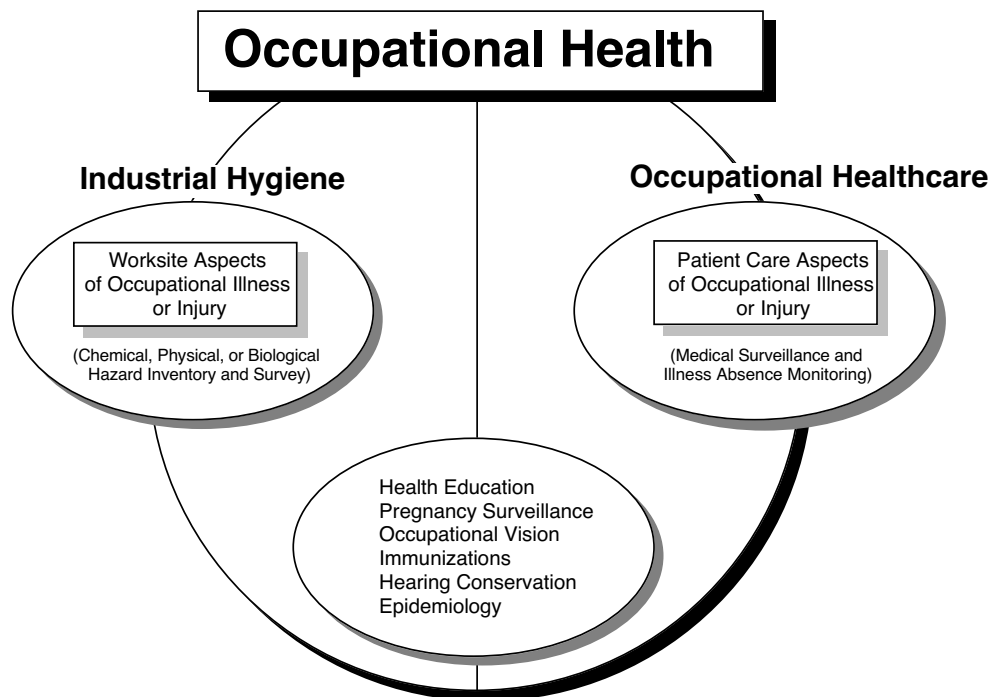 Occupational Health
Industrial Hygiene
Worksite Aspects
of Occupational Illness
or Injury
(Chemical, Physical, or Biological
Hazard Inventory and Survey)
Occupational Healthcare
Patient Care Aspects
of Occupational Illness
or Injury
(Medical Surveillance and
Illness Absence Monitoring)
Health Education
Pregnancy Surveillance
Occupational Vision
Immunizations
Hearing Conservation
Epidemiology